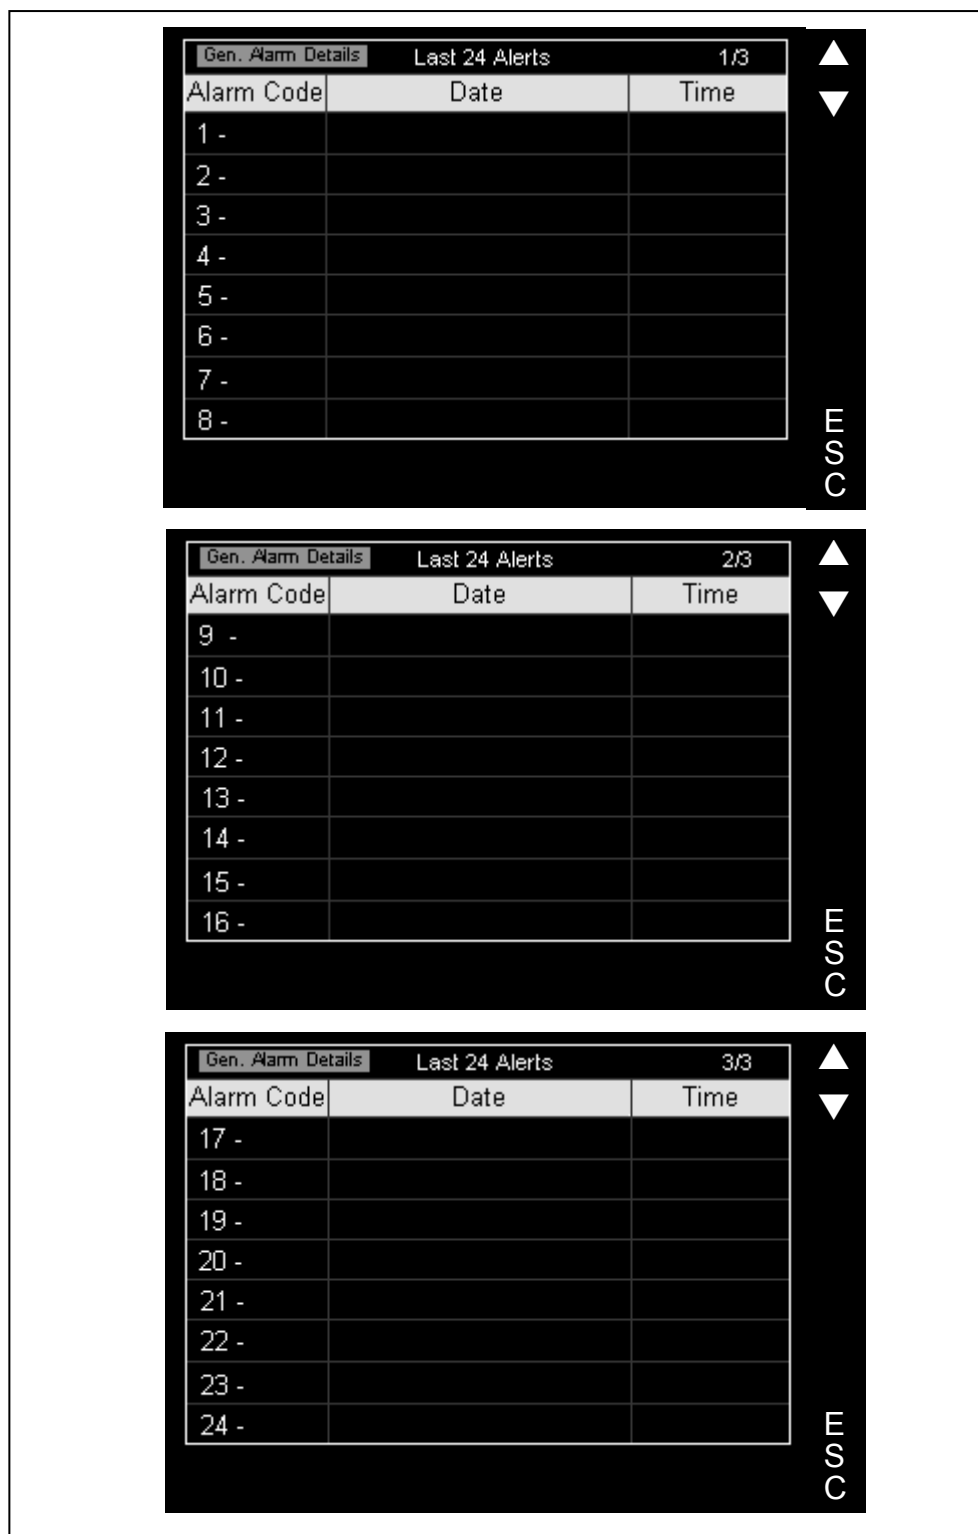 Gen. Alarm Details Last 24 Alerts 1/3
Alarm Code Date Time
1 -
2 -
3 -
4 -
5 -
6 -
7 -
8 -
E
S
C
Gen. Alarm Details Last 24 Alerts 2/3
Alarm Code Date Time
9 -
10 -
11 -
12 -
13 -
14 -
15 -
16 -
E
S
C
Gen. Alarm Details Last 24 Alerts 3/3
Alarm Code Date Time
17 -
18 -
19 -
20 -
21 -
22 -
23 -
24 -
E
S
C